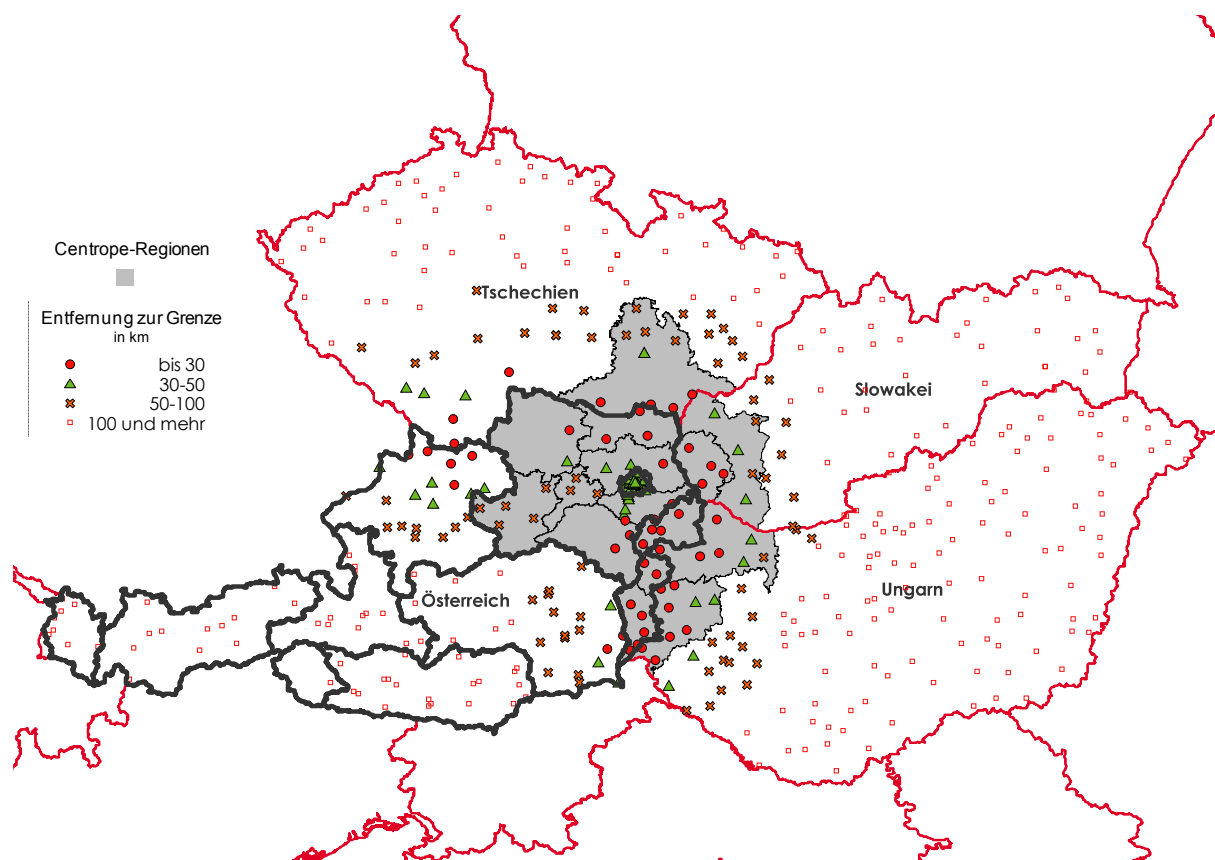 Centrope-Regionen
Entfernung zur Grenze
in km
bis 30
30-50
50-100
100 und mehr
Tschechien
Slowakei
Österreich
Ungarn